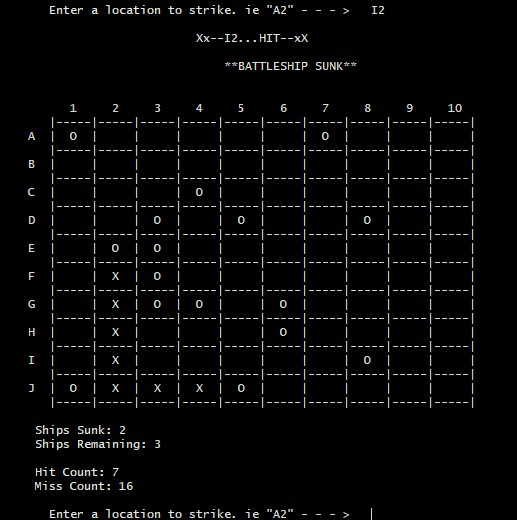 Enter a location to strike. ie "A2" - - - >   I2
Xx--I2...HIT--xX
**BATTLESHIP SUNK**
      1     2     3     4     5     6     7     8     9     10
   |-----|-----|-----|-----|-----|-----|-----|-----|-----|-----|
A  |  O  |     |     |     |     |     |  O  |     |     |     |
   |-----|-----|-----|-----|-----|-----|-----|-----|-----|-----|
B  |     |     |     |     |     |     |     |     |     |     |
   |-----|-----|-----|-----|-----|-----|-----|-----|-----|-----|
C  |     |     |     |  O  |     |     |     |     |     |     |
   |-----|-----|-----|-----|-----|-----|-----|-----|-----|-----|
D  |     |     |  O  |     |  O  |     |     |  O  |     |     |
   |-----|-----|-----|-----|-----|-----|-----|-----|-----|-----|
E  |     |  O  |  O  |     |     |     |     |     |     |     |
   |-----|-----|-----|-----|-----|-----|-----|-----|-----|-----|
F  |     |  X  |  O  |     |     |     |     |     |     |     |
   |-----|-----|-----|-----|-----|-----|-----|-----|-----|-----|
G  |     |  X  |  O  |  O  |     |  O  |     |     |     |     |
   |-----|-----|-----|-----|-----|-----|-----|-----|-----|-----|
H  |     |  X  |     |     |     |  O  |     |     |     |     |
   |-----|-----|-----|-----|-----|-----|-----|-----|-----|-----|
I  |     |  X  |     |     |     |     |     |  O  |     |     |
   |-----|-----|-----|-----|-----|-----|-----|-----|-----|-----|
J  |  O  |  X  |  X  |  X  |  O  |     |     |     |     |     |
   |-----|-----|-----|-----|-----|-----|-----|-----|-----|-----|
Ships Sunk: 2
Ships Remaining: 3
Hit Count: 7
Miss Count: 16
Enter a location to strike. ie "A2" - - - >